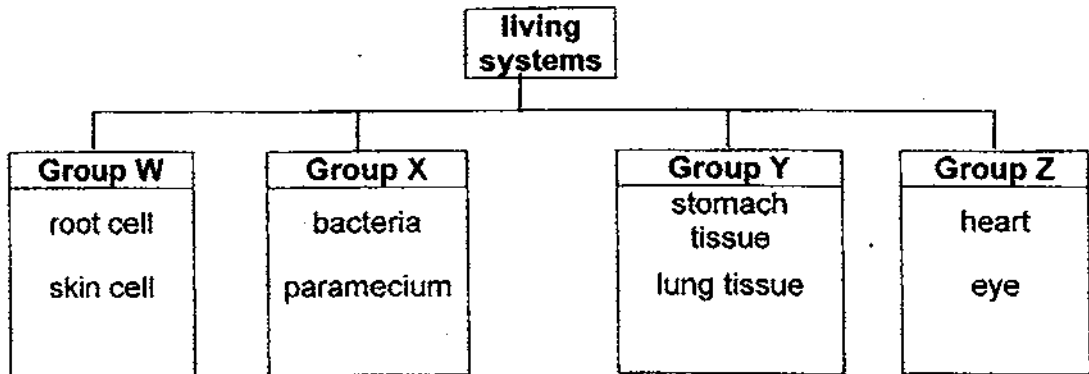 living
systems
Group W
root cell
skin cell
Group X
bacteria
paramecium
Group Y
stomach
tissue
lung tissue
Group Z
heart
eye